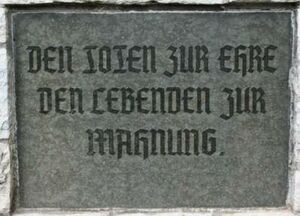 DEN TOTEN ZUR EHRE
DEN LEBENDEN ZUR
MAHNUNG.